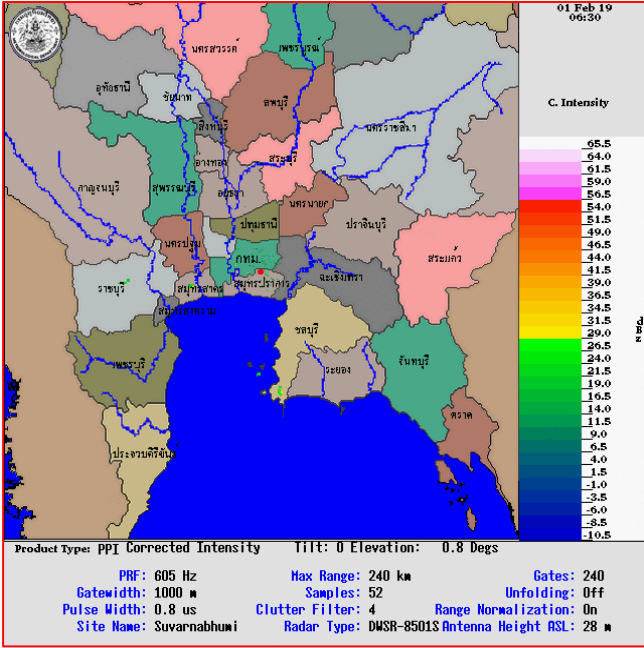 01 Feb 19
06:30
C. Intensity
65.5
64.0
61.5
59.0
56.5
54.0
51.5
49.0
46.5
44.0
41.5
39.0
36.5
34.0
31.5
29.0
26.5
24.0
21.5
19.0
16.5
14.0
11.5
9.0
6.5
4.0
1.5
-1.0
-3.5
-6.0
-8.5
-10.5
นครสวรรค์
เพชรบูรณ์
อุทัยธานี
ชัยนาท
ลพบุรี
สิงห์บุรี
นครราชสีมา
อ่างทอง
สระบุรี
กาญจนบุรี
สุพรรณบุรี
อยุธยา
นครนายก
ปราจีนบุรี
ปทุมธานี
นครปฐม
สระแก้ว
กทม.
ราชบุรี
สมุทรสาคร
สมุทรปราการ
ฉะเชิงเทรา
สมุทรสงคราม
ชลบุรี
เพชรบุรี
ระยอง
จันทบุรี
ตราด
ประจวบคีรีขันธ์
Product Type: PPI Corrected Intensity Tilt: 0 Elevation: 0.8 Degs
PRF: 605 Hz Max Range: 240 km Gates: 240
Gatewidth: 1000 m Samples: 52 Unfolding: Off
Pulse Width: 0.8 us Clutter Filter: 4 Range Normalization: On
Site Name: Suvarnabhumi Radar Type: DWSR-8501S Antenna Height ASL: 28 m